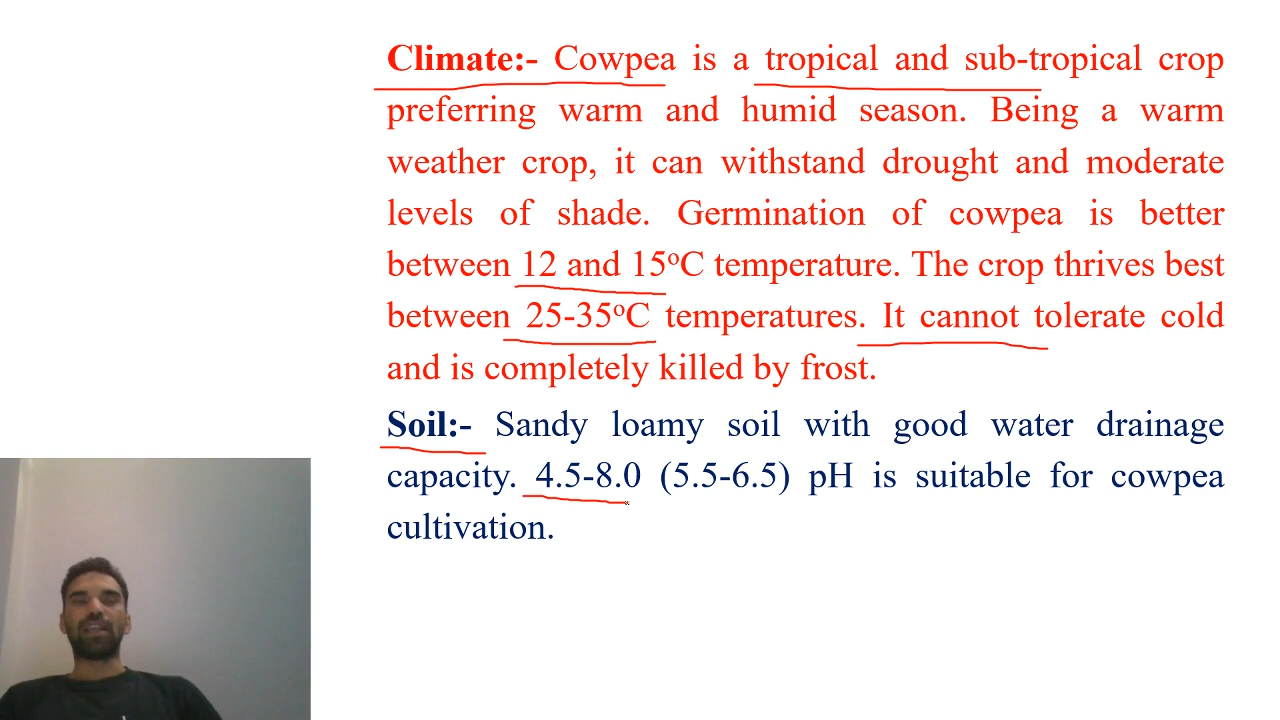 Climate:- Cowpea is a tropical and sub-tropical crop
preferring warm and humid season. Being a warm
weather crop, it can withstand drought and moderate
levels of shade. Germination of cowpea is better
between 12 and 15ºC temperature. The crop thrives best
between 25-35ºC temperatures. It cannot tolerate cold
and is completely killed by frost.
Soil:- Sandy loamy soil with good water drainage
capacity. 4.5-8.0 (5.5-6.5) pH is suitable for cowpea
cultivation.